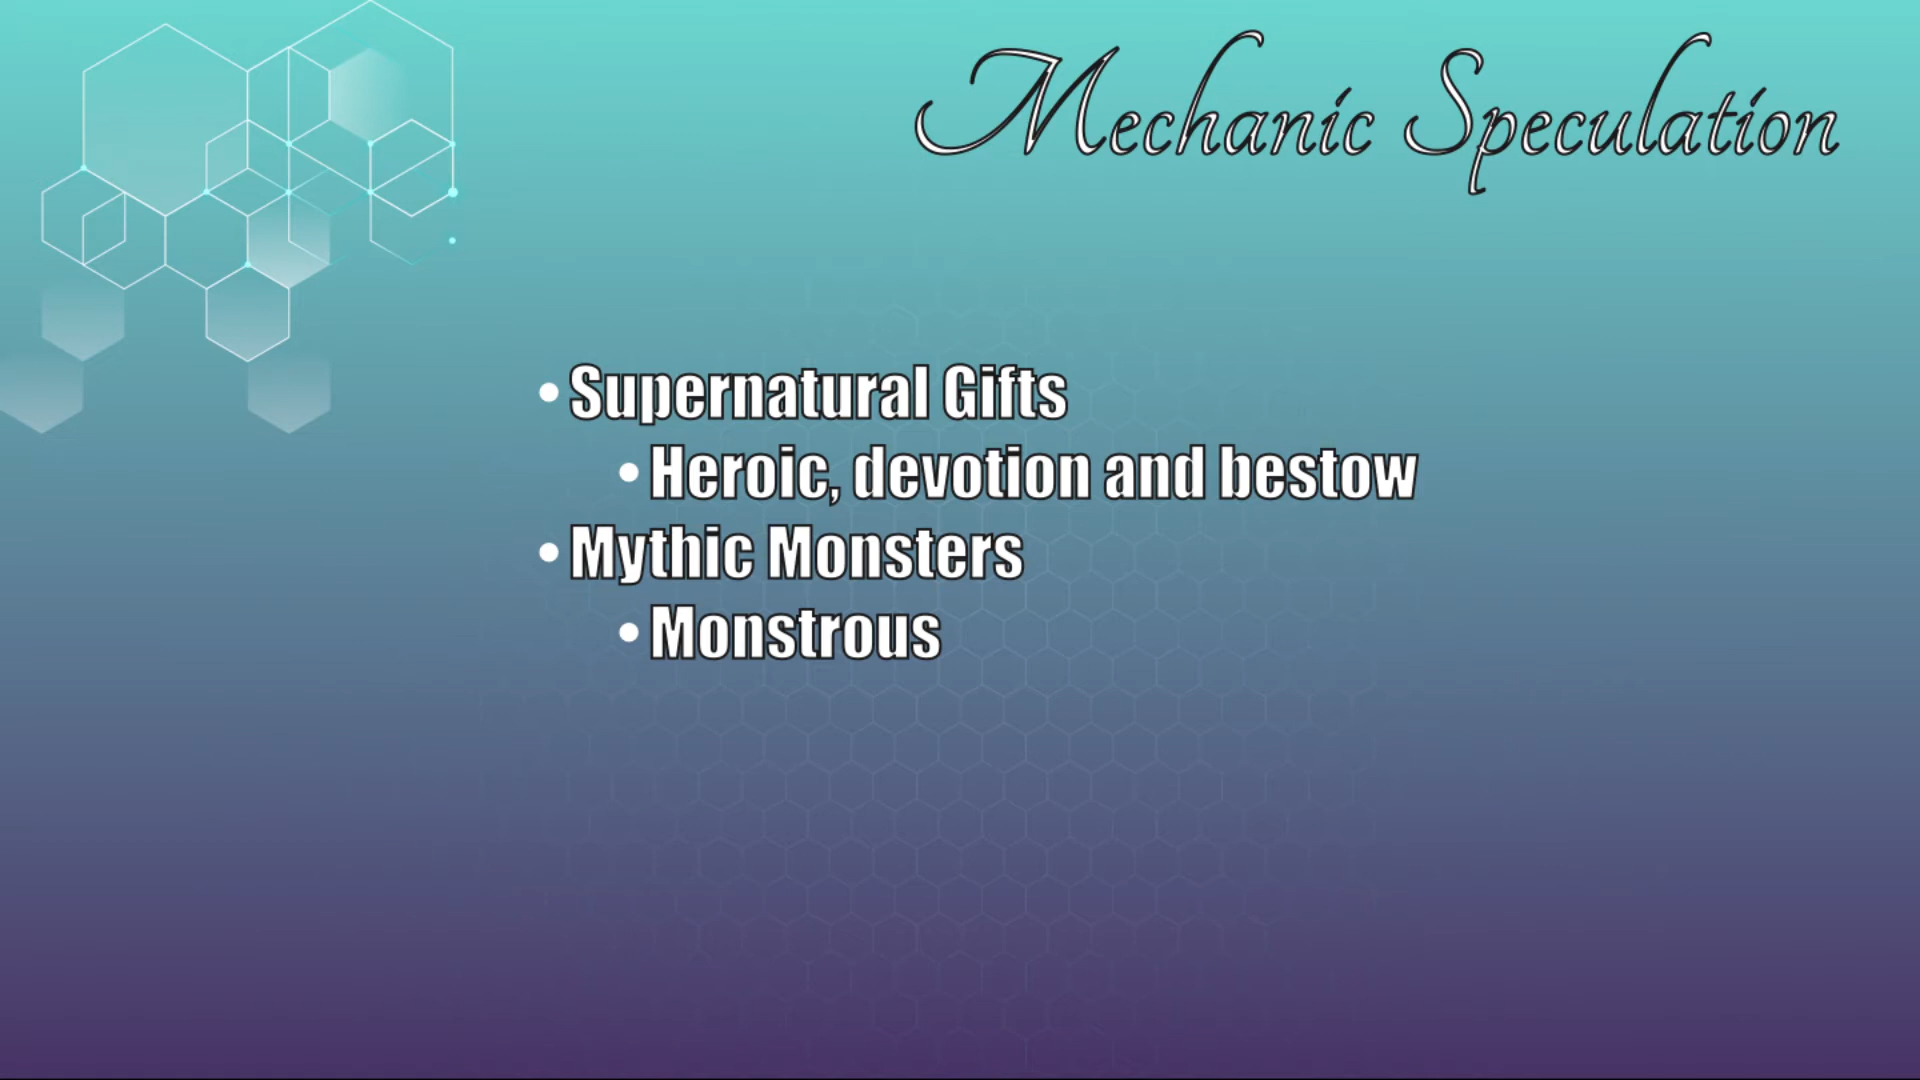 Mechanic Speculation
• Supernatural Gifts
• Heroic, devotion and bestow
• Mythic Monsters
• Monstrous